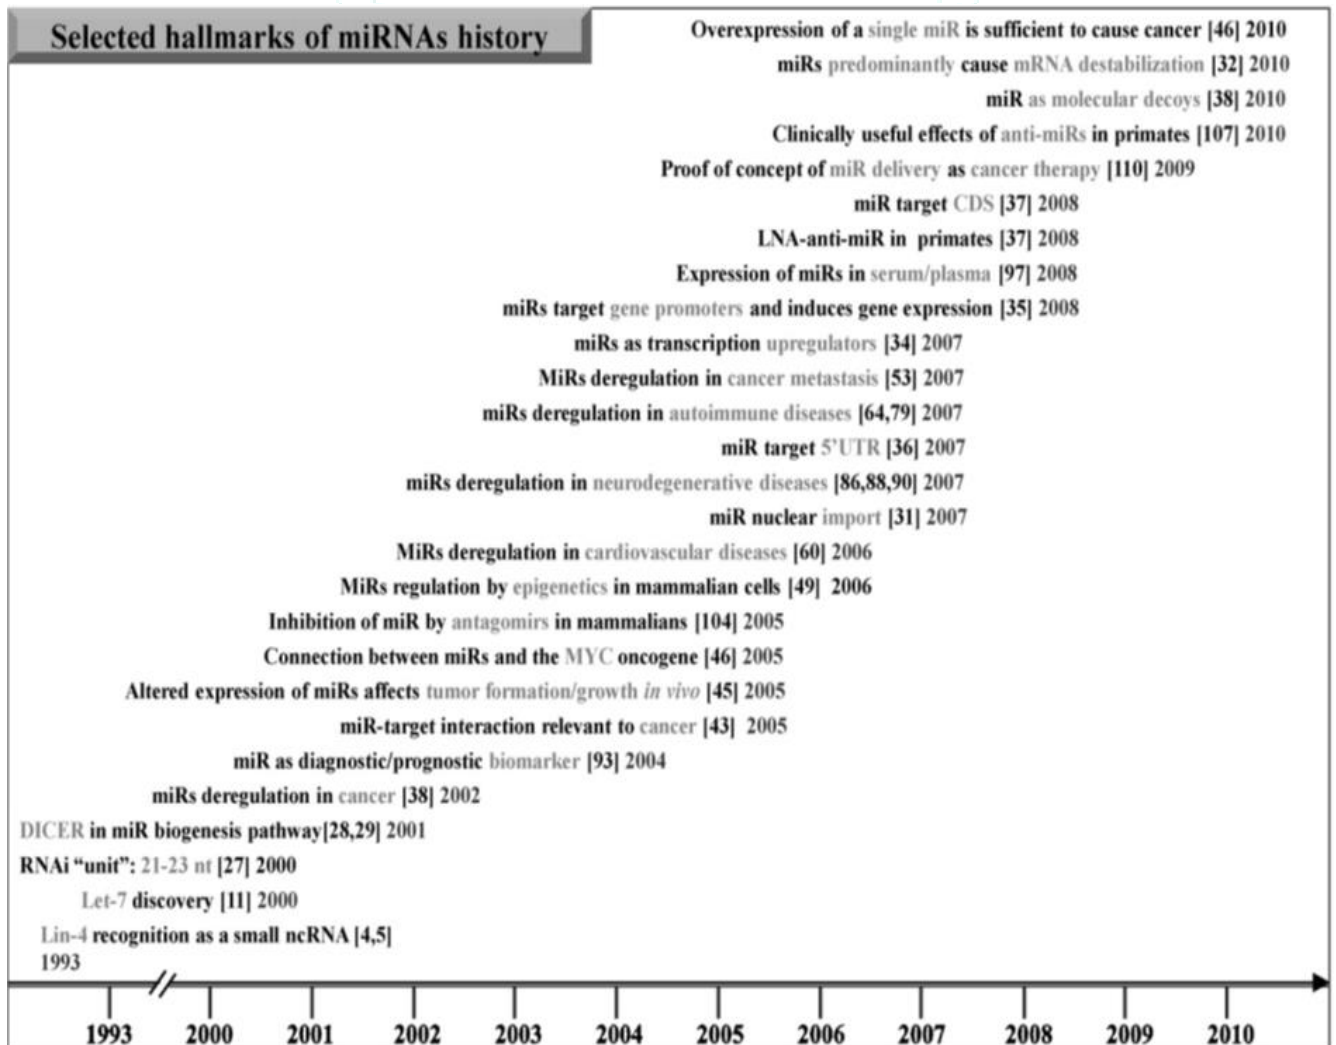 Selected hallmarks of miRNAs history
Overexpression of a single miR is sufficient to cause cancer [46] 2010
miRs predominantly cause mRNA destabilization [32] 2010
miR as molecular decoys [38] 2010
Clinically useful effects of anti-miRs in primates [107] 2010
Proof of concept of miR delivery as cancer therapy [110] 2009
miR target CDS [37] 2008
LNA-anti-miR in primates [37] 2008
Expression of miRs in serum/plasma [97] 2008
miRs target gene promoters and induces gene expression [35] 2008
miRs as transcription upregulators [34] 2007
MiRs deregulation in cancer metastasis [53] 2007
miRs deregulation in autoimmune diseases [64,79] 2007
miR target 5’UTR [36] 2007
miRs deregulation in neurodegenerative diseases [86,88,90] 2007
miR nuclear import [31] 2007
MiRs deregulation in cardiovascular diseases [60] 2006
MiRs regulation by epigenetics in mammalian cells [49] 2006
Inhibition of miR by antagomirs in mammalians [104] 2005
Connection between miRs and the MYC oncogene [46] 2005
Altered expression of miRs affects tumor formation/growth in vivo [45] 2005
miR-target interaction relevant to cancer [43] 2005
miR as diagnostic/prognostic biomarker [93] 2004
miRs deregulation in cancer [38] 2002
DICER in miR biogenesis pathway[28,29] 2001
RNAi “unit”: 21-23 nt [27] 2000
Let-7 discovery [11] 2000
Lin-4 recognition as a small ncRNA [4,5]
1993
1993 2000 2001 2002 2003 2004 2005 2006 2007 2008 2009 2010